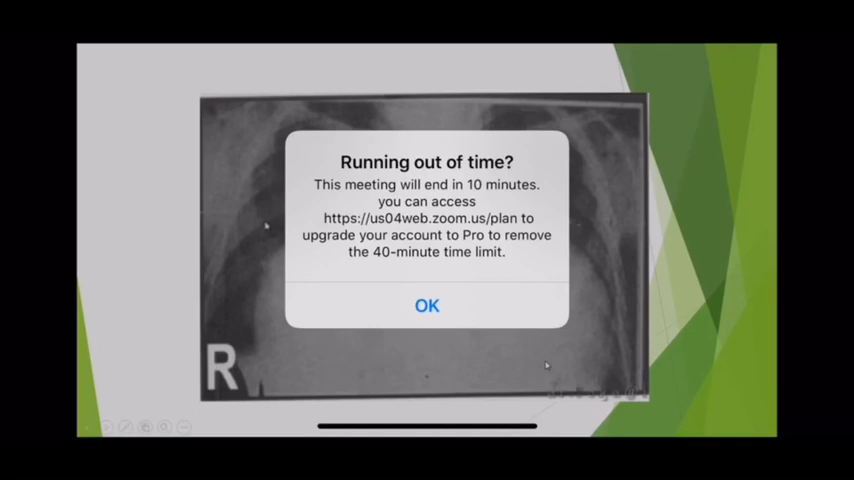 Running out of time?
This meeting will end in 10 minutes.
you can access
https://us04web.zoom.us/plan to
upgrade your account to Pro to remove
the 40-minute time limit.
OK
R